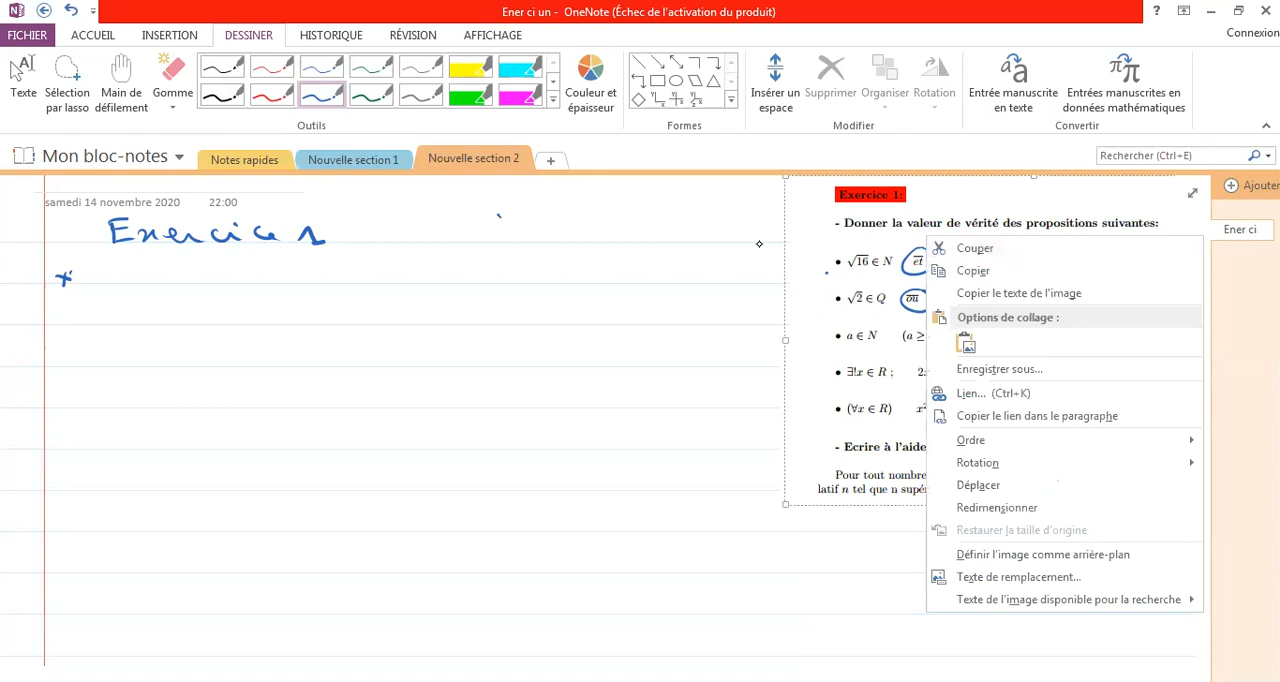 Ener ci un - OneNote (Échec de l'activation du produit)
?
FICHIER ACCUEIL INSERTION DESSINER HISTORIQUE RÉVISION AFFICHAGE
Connexion
Texte
Sélection par lasso
Main de défilement
Gomme
Couleur et épaisseur
Insérer un espace
Supprimer
Organiser
Rotation
Entrée manuscrite en texte
Entrées manuscrites en données mathématiques
Outils
Formes
Modifier
Convertir
Mon bloc-notes
Notes rapides
Nouvelle section 1
Nouvelle section 2
Rechercher (Ctrl+E)
Ajouter
Ener ci
samedi 14 novembre 2020 22:00
Exercice 1
*
Exercice 1:
- Donner la valeur de vérité des propositions suivantes:
• √16 ∈ N et
• √2 ∈ Q ou
• a ∈ N (a ≥
• ∃!x ∈ R ; 2x
• (∀x ∈ R) x²
- Ecrire à l'aide
Pour tout nombre
latif n tel que n supé
Couper
Copier
Copier le texte de l'image
Options de collage :
Enregistrer sous...
Lien... (Ctrl+K)
Copier le lien dans le paragraphe
Ordre
Rotation
Déplacer
Redimensionner
Restaurer la taille d'origine
Définir l'image comme arrière-plan
Texte de remplacement...
Texte de l'image disponible pour la recherche